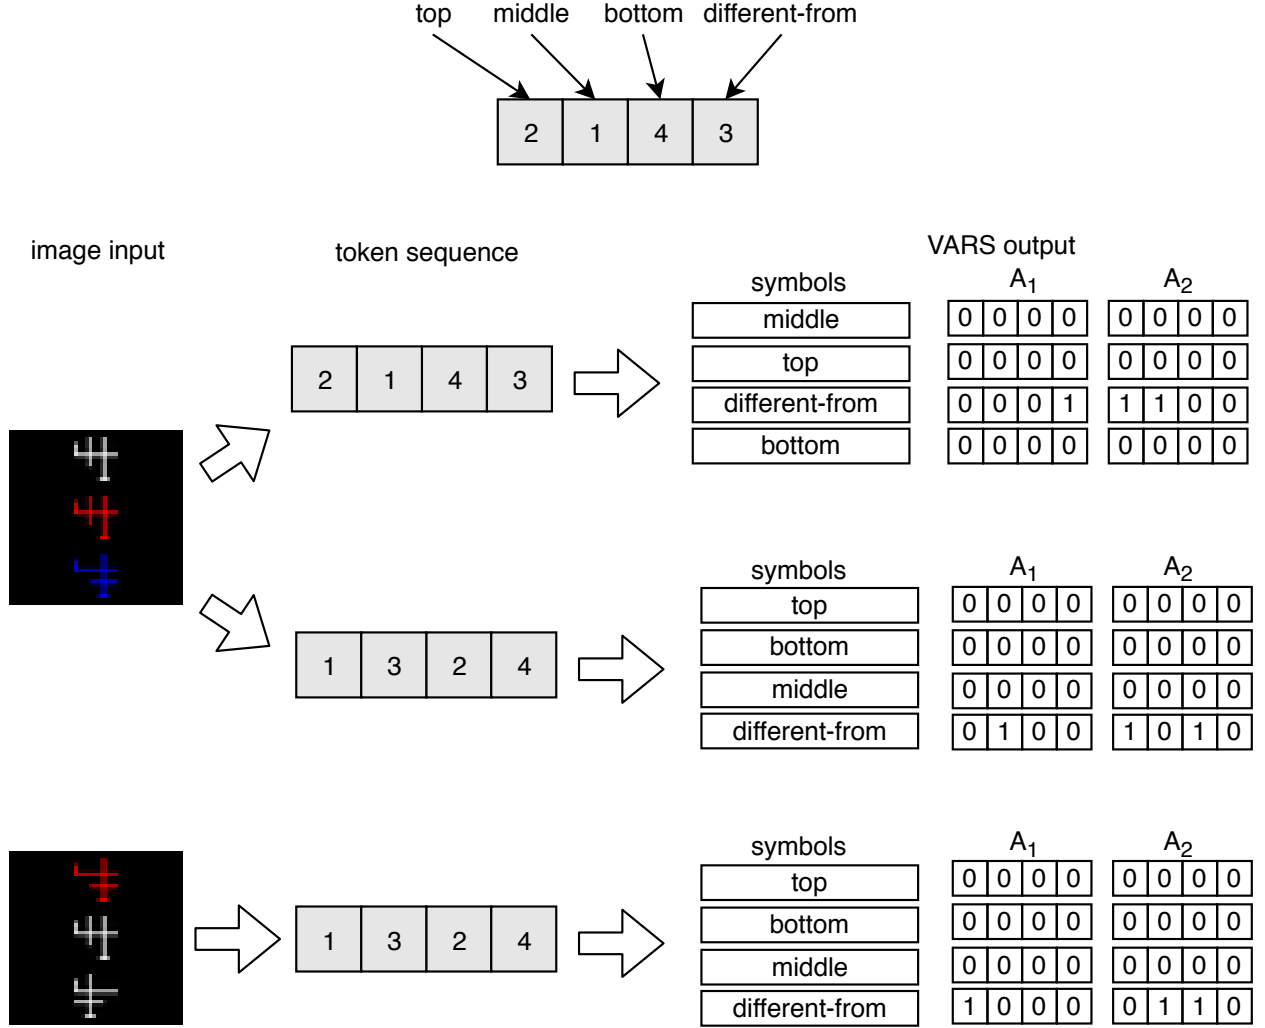 top middle bottom different-from
2 1 4 3
image input token sequence VARS output
symbols A1 A2
middle 0 0 0 0 0 0 0 0
top 0 0 0 0 0 0 0 0
2 1 4 3
different-from 0 0 0 1 1 1 0 0
bottom 0 0 0 0 0 0 0 0
symbols A1 A2
top 0 0 0 0 0 0 0 0
bottom 0 0 0 0 0 0 0 0
1 3 2 4
middle 0 0 0 0 0 0 0 0
different-from 0 1 0 0 1 0 1 0
symbols A1 A2
top 0 0 0 0 0 0 0 0
bottom 0 0 0 0 0 0 0 0
1 3 2 4
middle 0 0 0 0 0 0 0 0
different-from 1 0 0 0 0 1 1 0